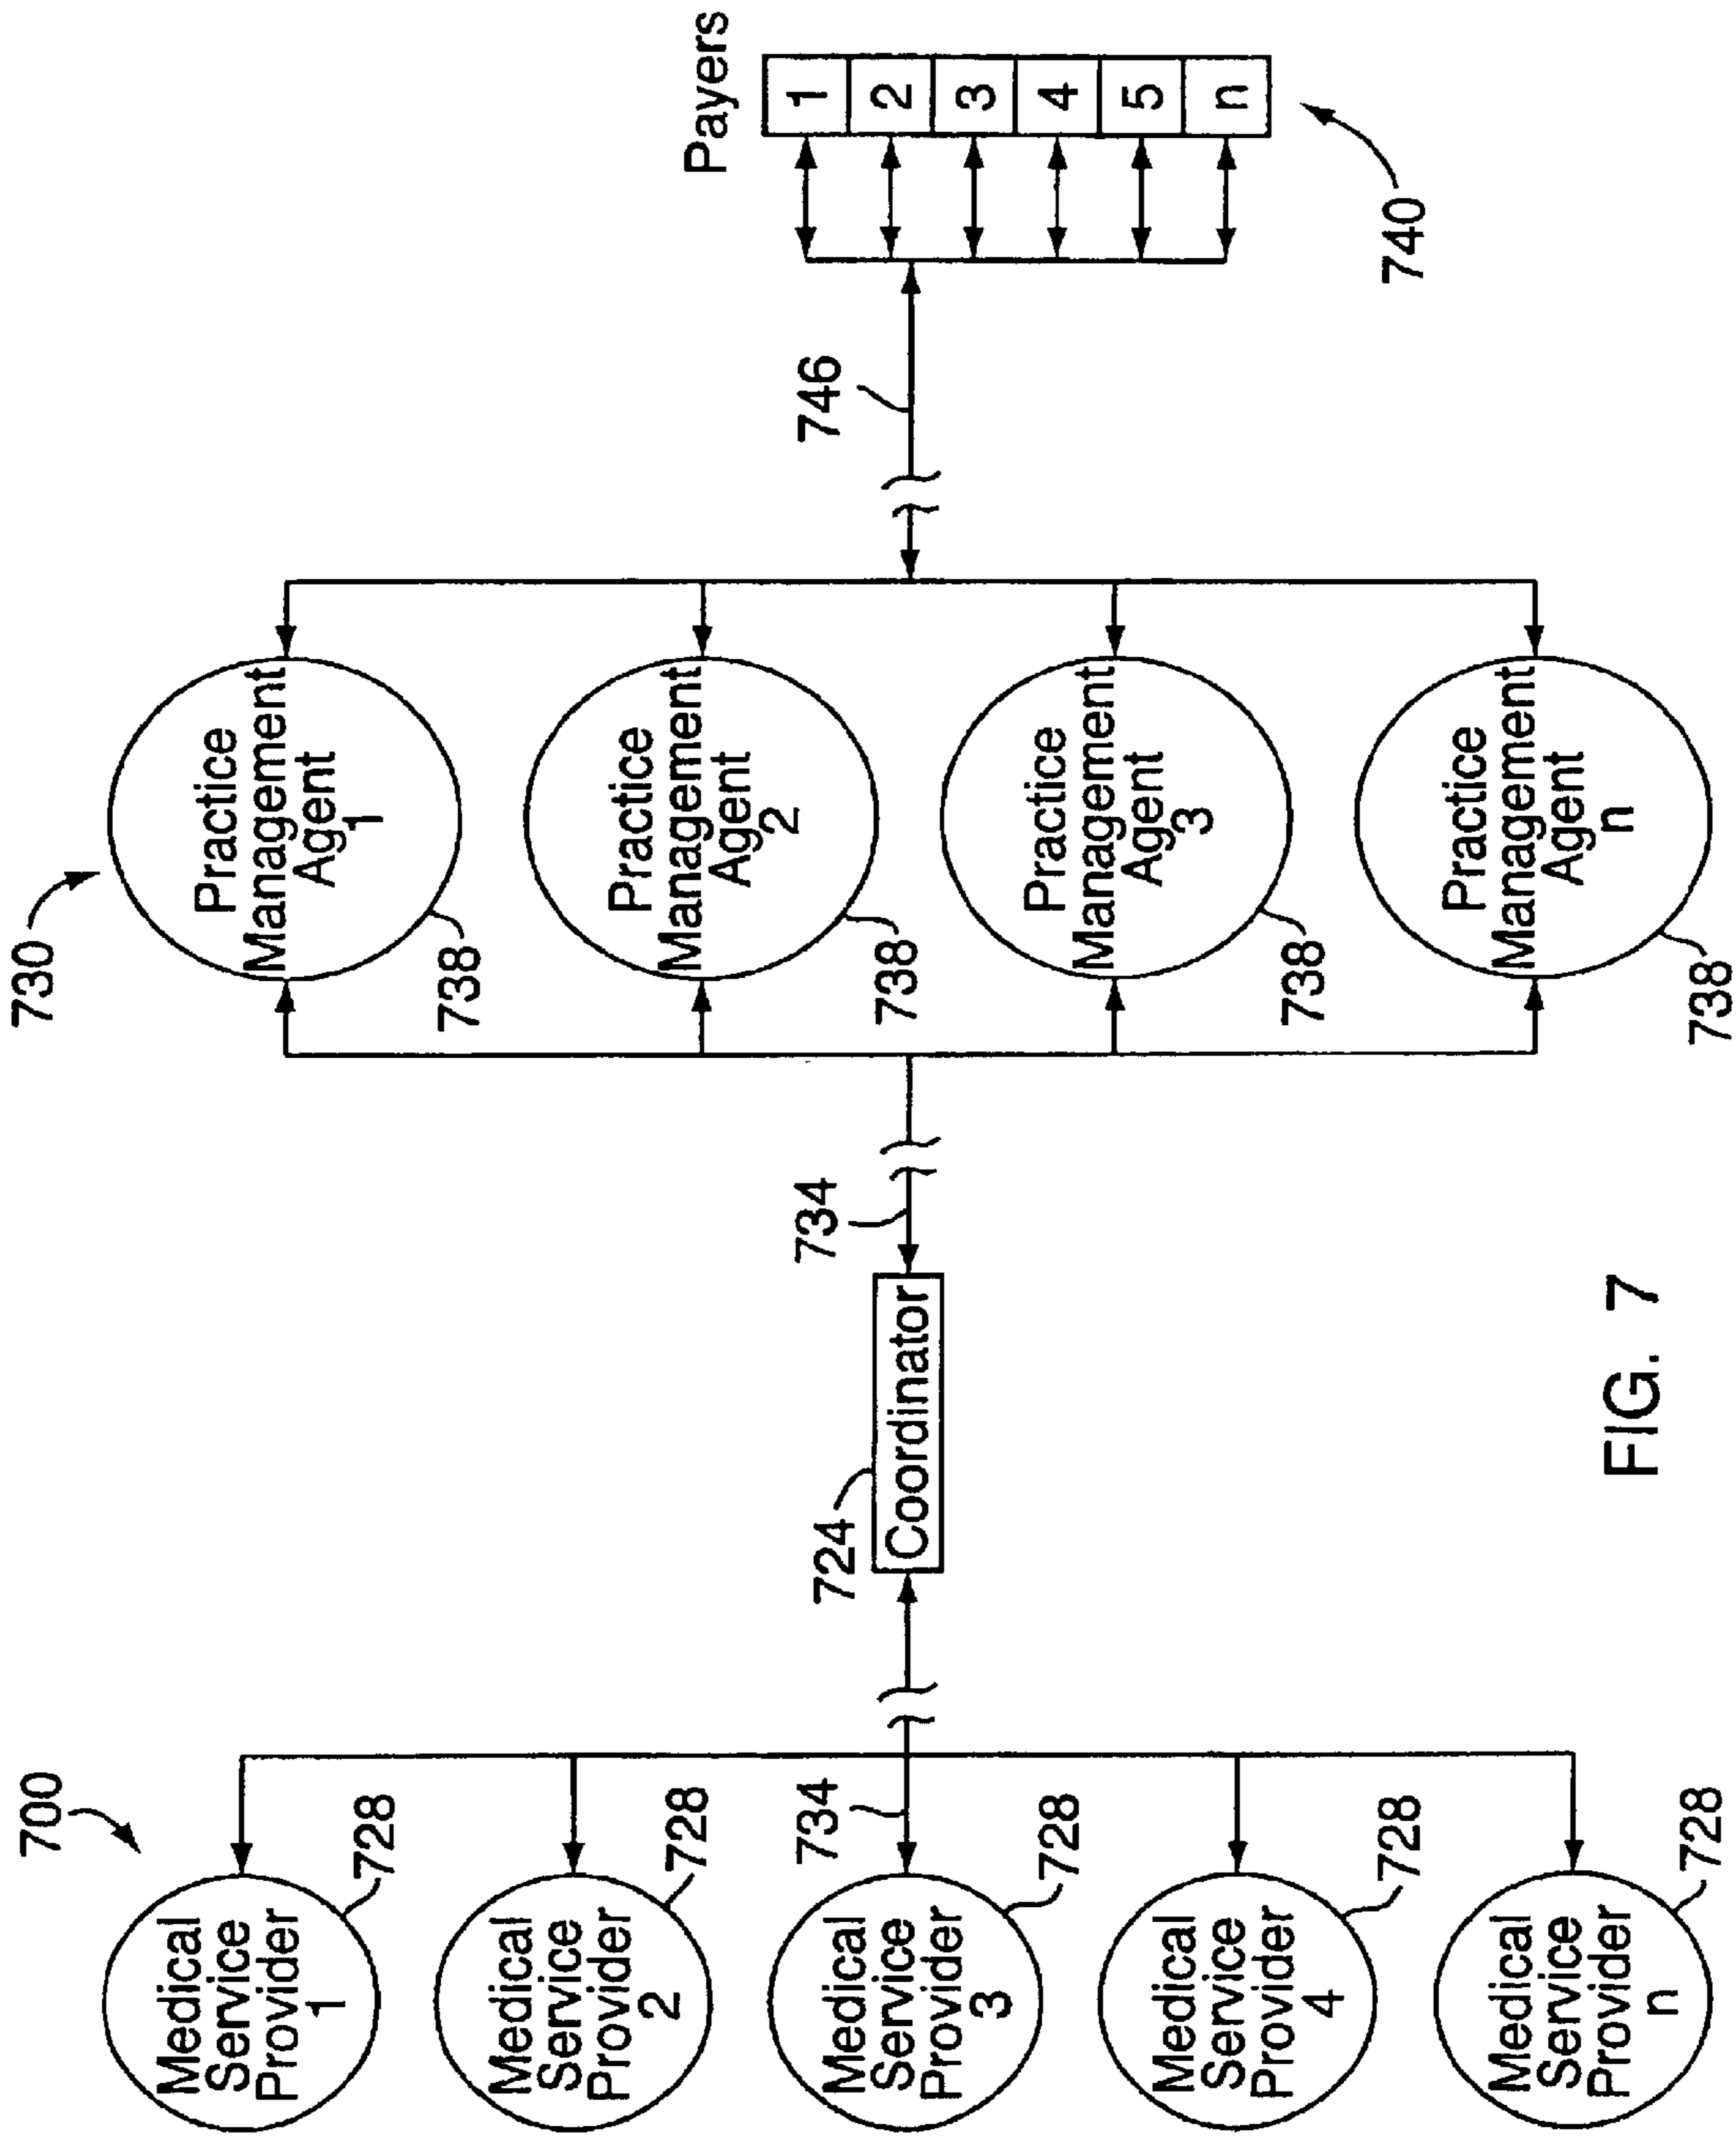 700
Medical
Service
Provider
1
728
Medical
Service
Provider
2
728
734
Medical
Service
Provider
3
728
Medical
Service
Provider
4
728
Medical
Service
Provider
n
728
724
Coordinator
734
730
Practice
Management
Agent
1
738
Practice
Management
Agent
2
738
Practice
Management
Agent
3
738
Practice
Management
Agent
n
738
746
Payers
1
2
3
4
5
n
740
FIG. 7